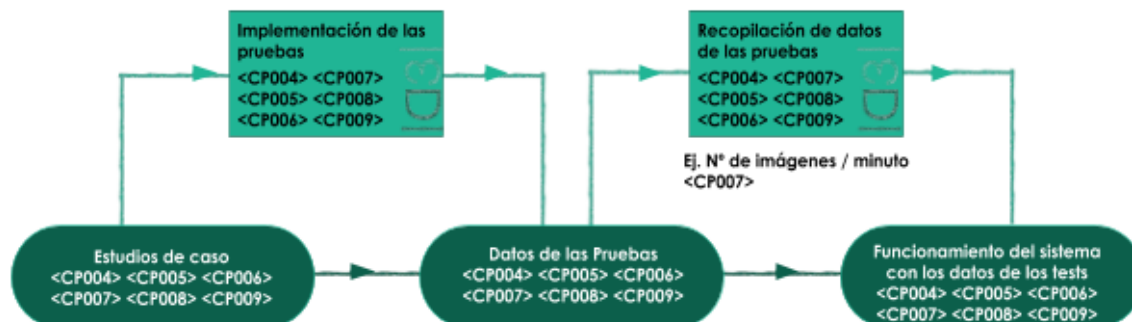 Implementación de las
pruebas
<CP004> <CP007>
<CP005> <CP008>
<CP006> <CP009>
Recopilación de datos
de las pruebas
<CP004> <CP007>
<CP005> <CP008>
<CP006> <CP009>
Ej. Nº de imágenes / minuto
<CP007>
Estudios de caso
<CP004> <CP005> <CP006>
<CP007> <CP008> <CP009>
Datos de las Pruebas
<CP004> <CP005> <CP006>
<CP007> <CP008> <CP009>
Funcionamiento del sistema
con los datos de los tests
<CP004> <CP005> <CP006>
<CP007> <CP008> <CP009>